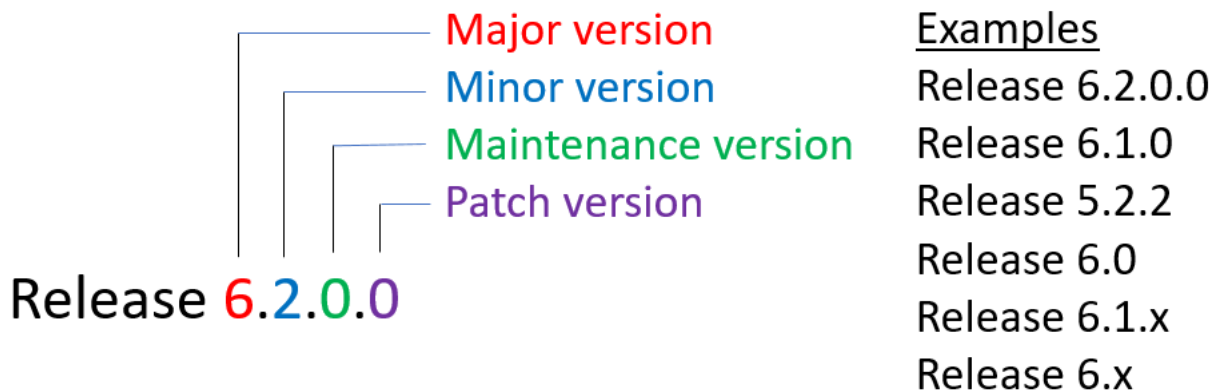 Major version
Minor version
Maintenance version
Patch version
Release 6.2.0.0
Examples
Release 6.2.0.0
Release 6.1.0
Release 5.2.2
Release 6.0
Release 6.1.x
Release 6.x